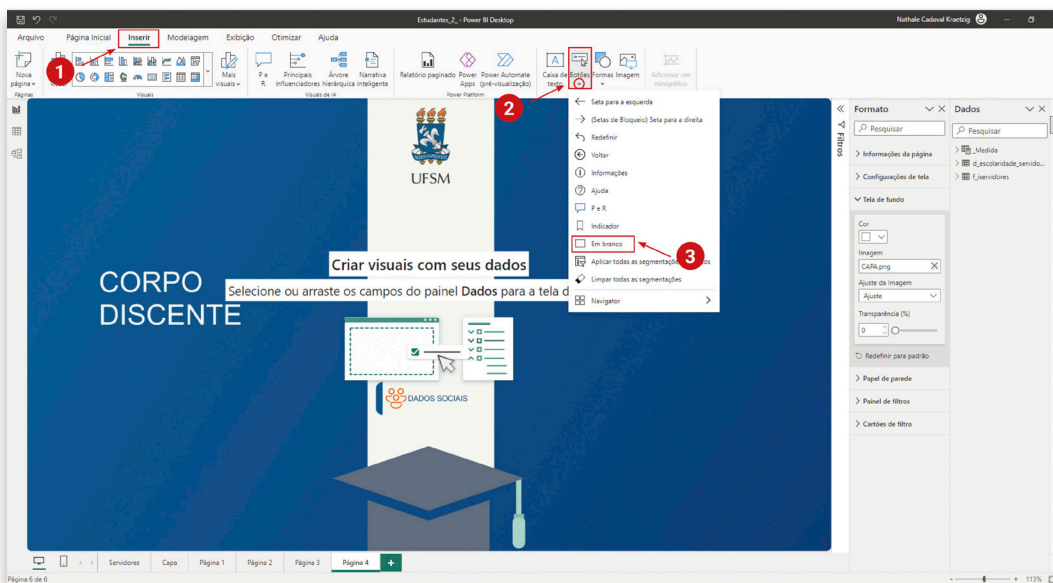 Estudantes_2_ - Power BI Desktop
Nathale Cadaval Kraetzig
Arquivo Página Inicial Inserir Modelagem Exibição Otimizar Ajuda
1
Nova página
Mais visuais
P e R
Principais influenciadores
Árvore hierárquica
Narrativa inteligente
Relatório paginado
Power Apps
Power Automate (pré-visualização)
Caixa de texto
Botões
Formas
Imagem
Adicionar um minigráfico
Páginas
Visuais
Visuais de IA
Power Platform
2
Seta para a esquerda
(Setas de Bloqueio) Seta para a direita
Redefinir
Voltar
Informações
Ajuda
P e R
Indicador
Em branco
3
Aplicar todas as segmentações
Limpar todas as segmentações
Navigator
UFSM
CORPO
DISCENTE
Criar visuais com seus dados
Selecione ou arraste os campos do painel Dados para a tela d
DADOS SOCIAIS
Filtros
Formato
Pesquisar
Informações da página
Configurações de tela
Tela de fundo
Cor
Imagem
CAPA.png
Ajuste da Imagem
Ajuste
Transparência (%)
0
Redefinir para padrão
Papel de parede
Painel de filtros
Cartões de filtro
Dados
Pesquisar
_Medida
d_escolaridade_servido...
f_iservidores
Servidores Capa Página 1 Página 2 Página 3 Página 4 +
Página 6 de 6
113%